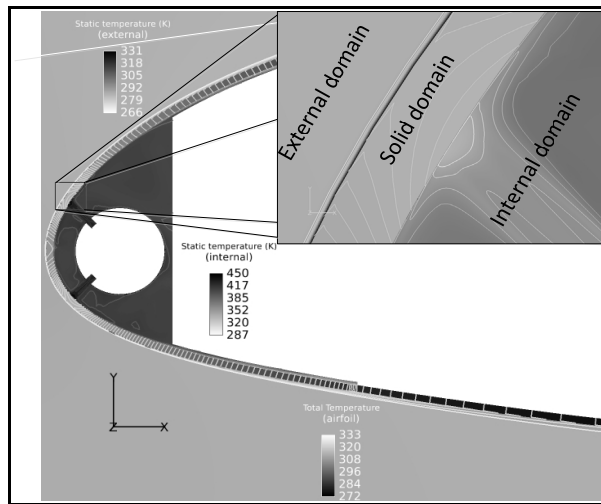 Static temperature (K)
(external)
331
318
305
292
279
266
External domain
Solid domain
Internal domain
Static temperature (K)
(internal)
450
417
385
352
320
287
Y
Z
X
Total Temperature
(airfoil)
333
320
308
296
284
272